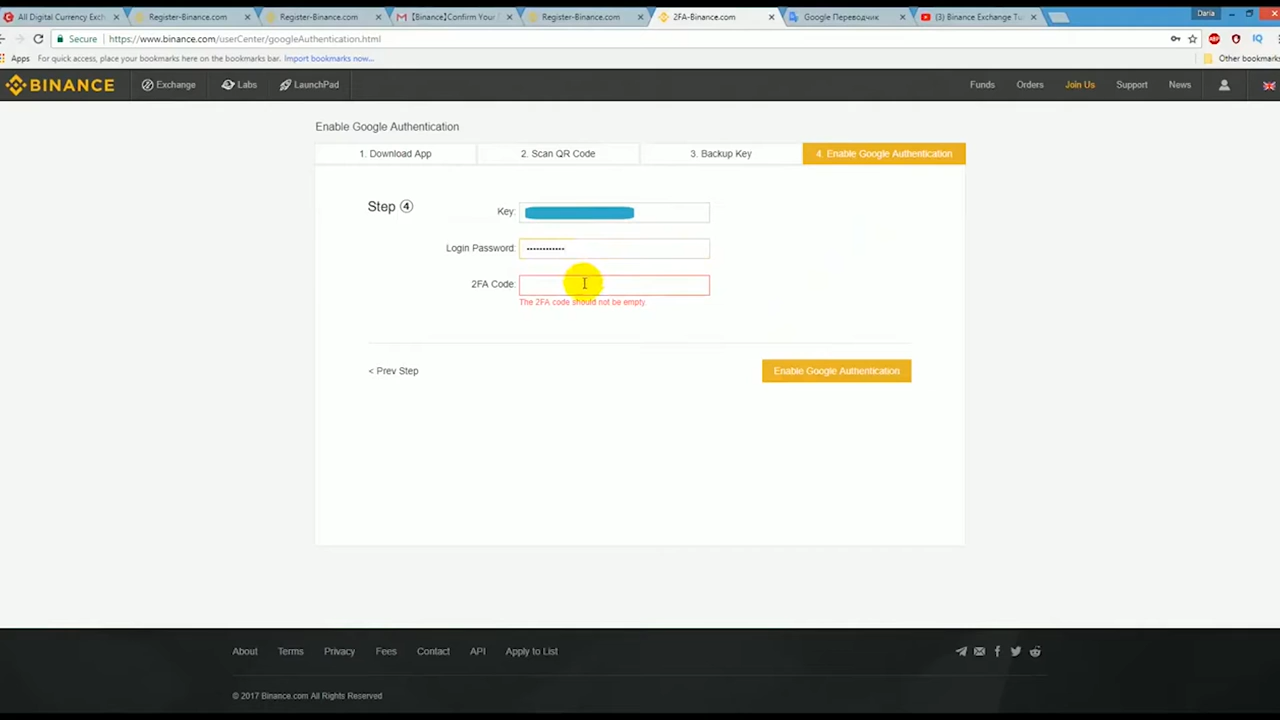 All Digital Currency Exch Register-Binance.com Register-Binance.com 【Binance】Confirm Your Register-Binance.com 2FA-Binance.com Google Переводчик (3) Binance.Exchange Tu Daria
Secure https://www.binance.com/userCenter/googleAuthentication.html ABP IQ
Apps For quick access, place your bookmarks here on the bookmarks bar. Import bookmarks now... Other bookmarks
BINANCE Exchange Labs LaunchPad Funds Orders Join Us Support News
Enable Google Authentication
1. Download App 2. Scan QR Code 3. Backup Key 4. Enable Google Authentication
Step 4 Key:
Login Password:
2FA Code:
The 2FA code should not be empty.
< Prev Step Enable Google Authentication
About Terms Privacy Fees Contact API Apply to List
© 2017 Binance.com All Rights Reserved